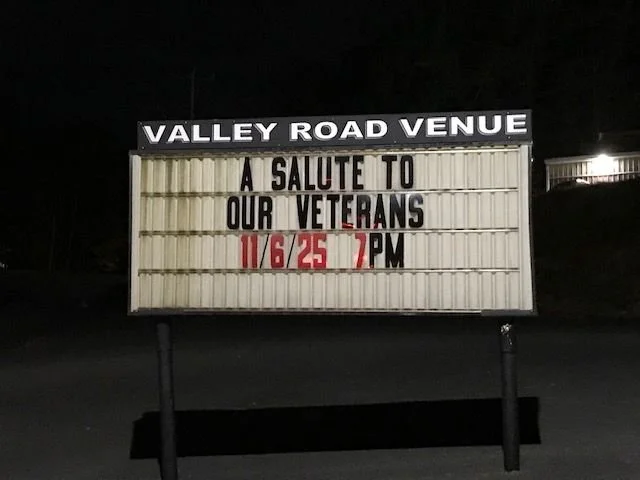 VALLEY ROAD VENUE
A SALUTE TO
OUR VETERANS
11/6/25 7PM